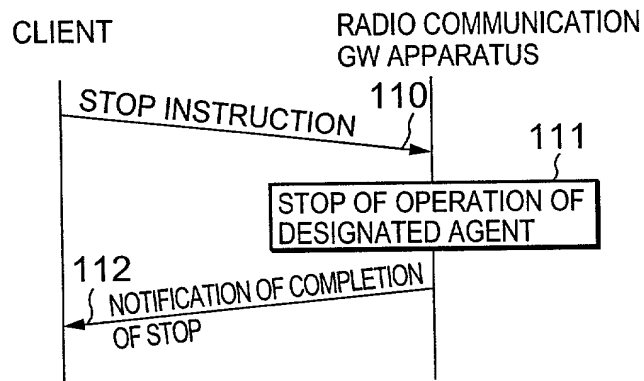 CLIENT
RADIO COMMUNICATION
GW APPARATUS
STOP INSTRUCTION
110
111
STOP OF OPERATION OF
DESIGNATED AGENT
112
NOTIFICATION OF COMPLETION
OF STOP